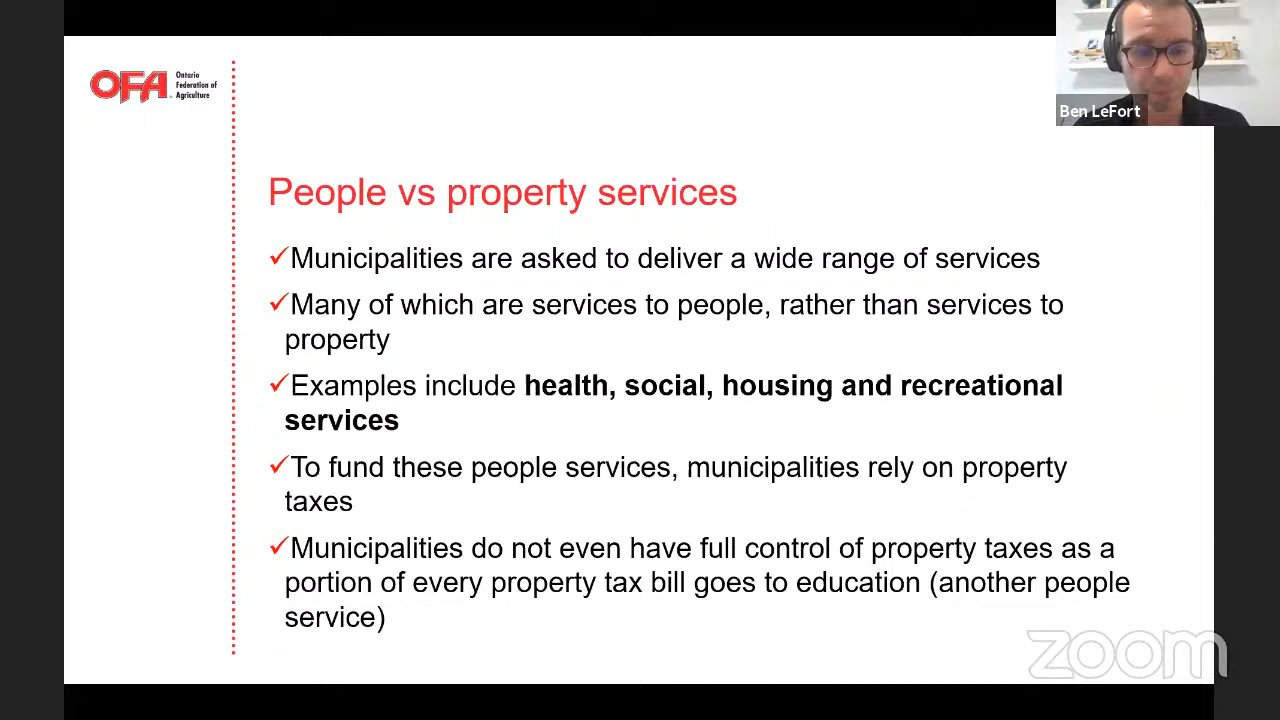 OFA
Ontario
Federation of
Agriculture
Ben LeFort
People vs property services
✓Municipalities are asked to deliver a wide range of services
✓Many of which are services to people, rather than services to
property
✓Examples include health, social, housing and recreational
services
✓To fund these people services, municipalities rely on property
taxes
✓Municipalities do not even have full control of property taxes as a
portion of every property tax bill goes to education (another people
service)
zoom